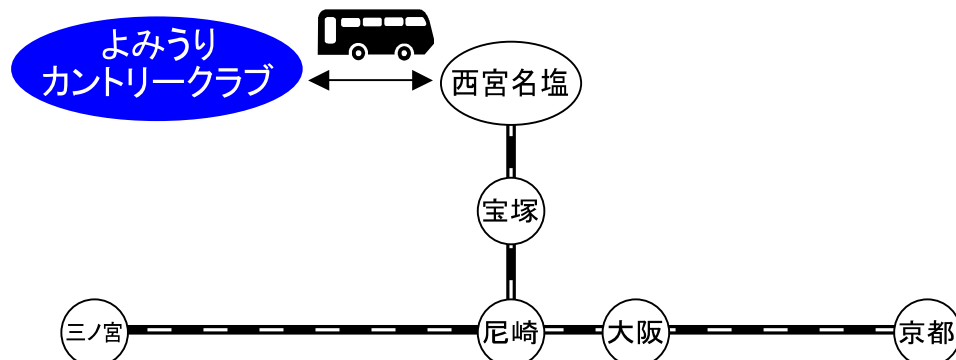 よみうり
カントリークラブ
西宮名塩
宝塚
三ノ宮
尼崎
大阪
京都